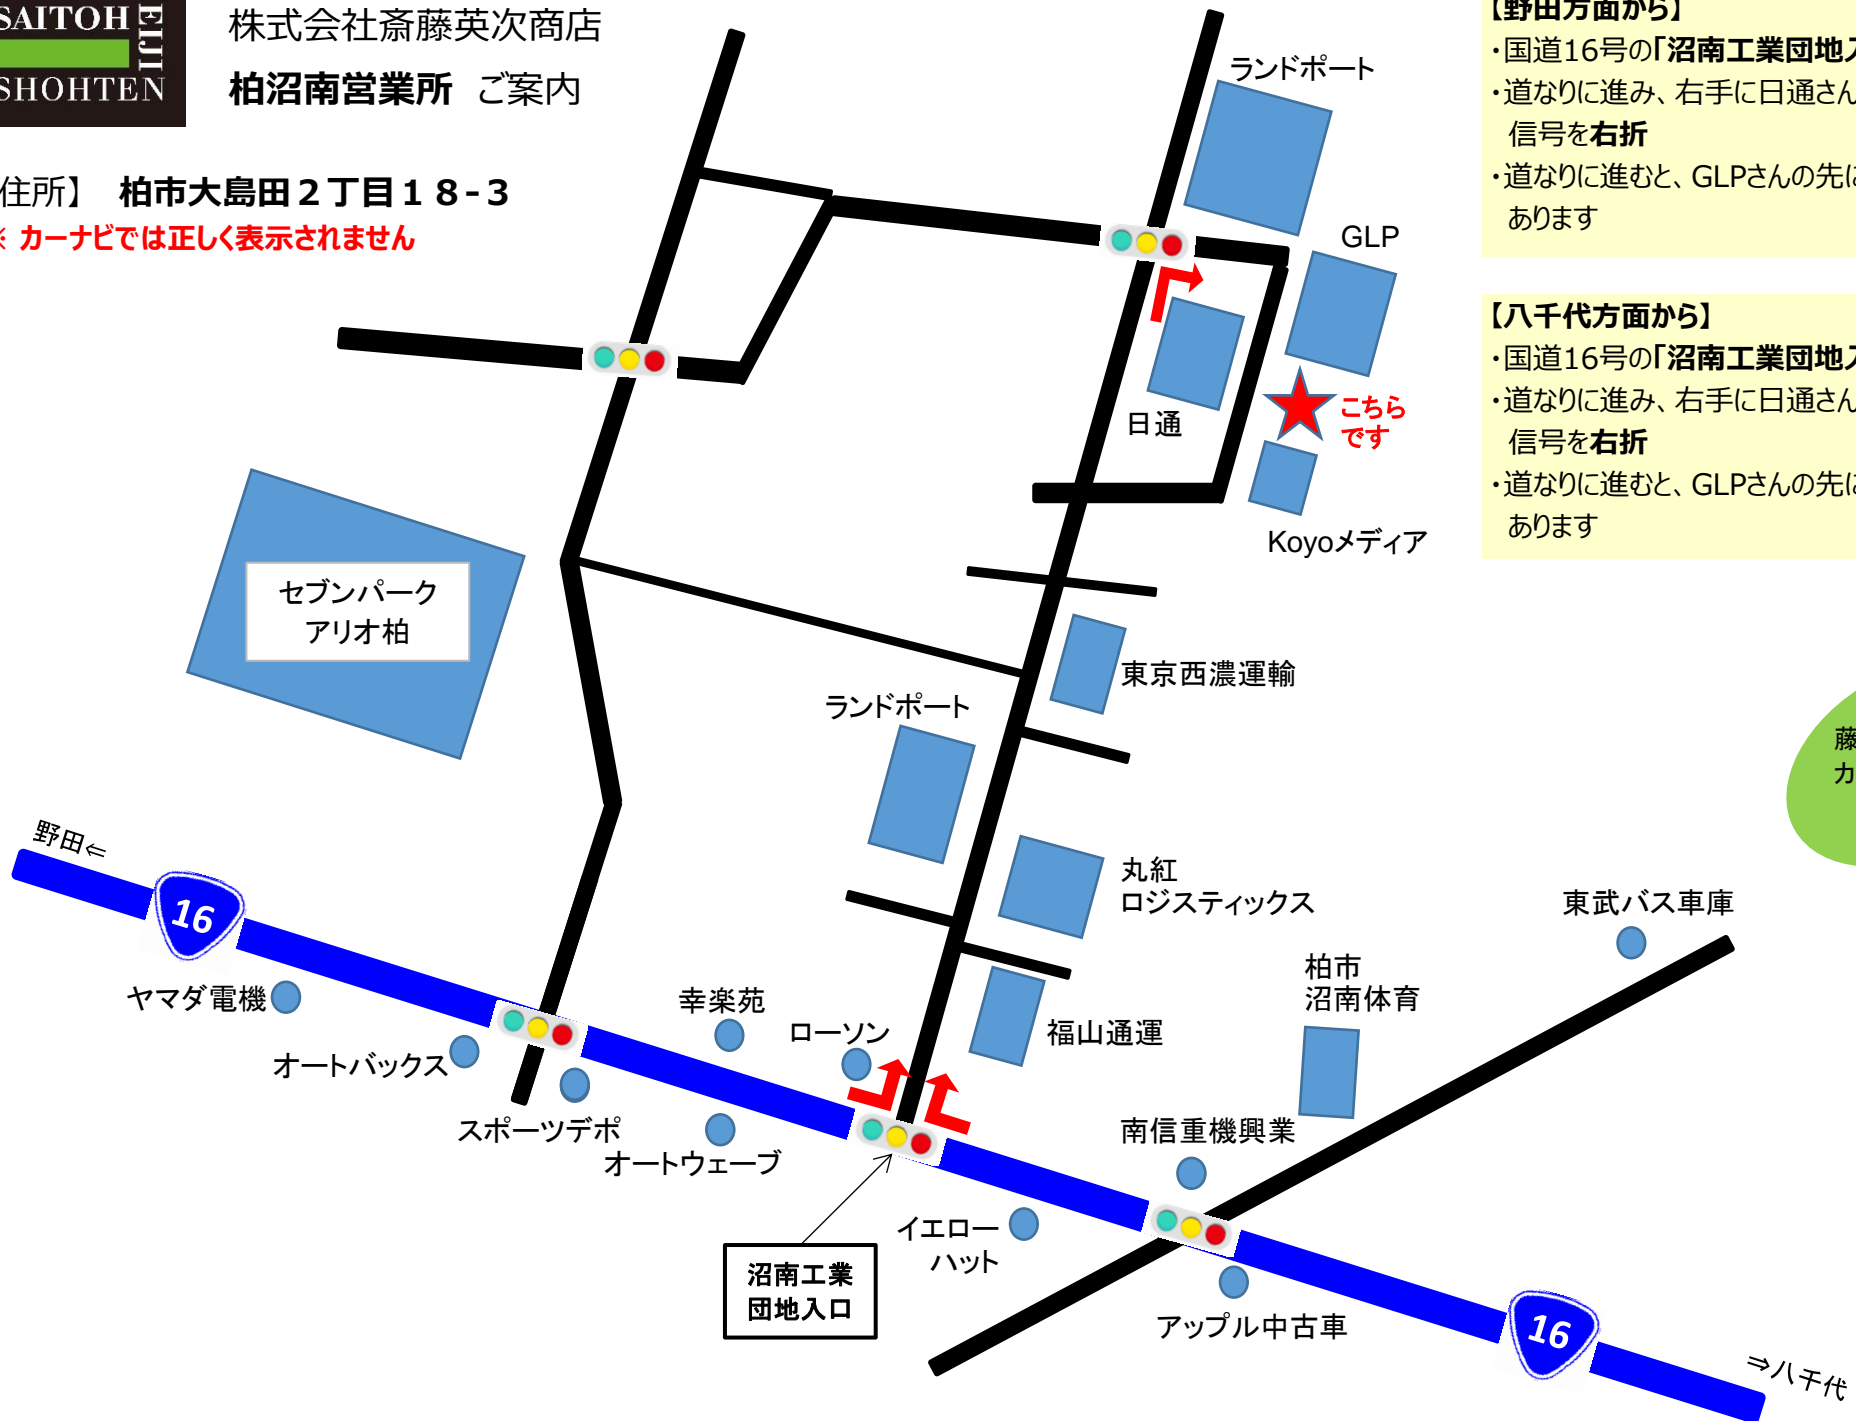 SAITOH
EIJI
SHOHTEN
株式会社斎藤英次商店
柏沼南営業所 ご案内
住所】 柏市大島田２丁目１８-３
※ カーナビでは正しく表示されません
【野田方面から】
・国道16号の「沼南工業団地入
・道なりに進み、右手に日通さん
信号を右折
・道なりに進むと、GLPさんの先に
あります
【八千代方面から】
・国道16号の「沼南工業団地入
・道なりに進み、右手に日通さん
信号を右折
・道なりに進むと、GLPさんの先に
あります
ランドポート
GLP
日通
こちら
です
Koyoメディア
セブンパーク
アリオ柏
東京西濃運輸
ランドポート
藤
カ
丸紅
ロジスティックス
野田⇐
16
東武バス車庫
柏市
沼南体育
ヤマダ電機
幸楽苑
ローソン
福山通運
オートバックス
スポーツデポ
オートウェーブ
南信重機興業
イエロー
ハット
沼南工業
団地入口
アップル中古車
16
⇒八千代